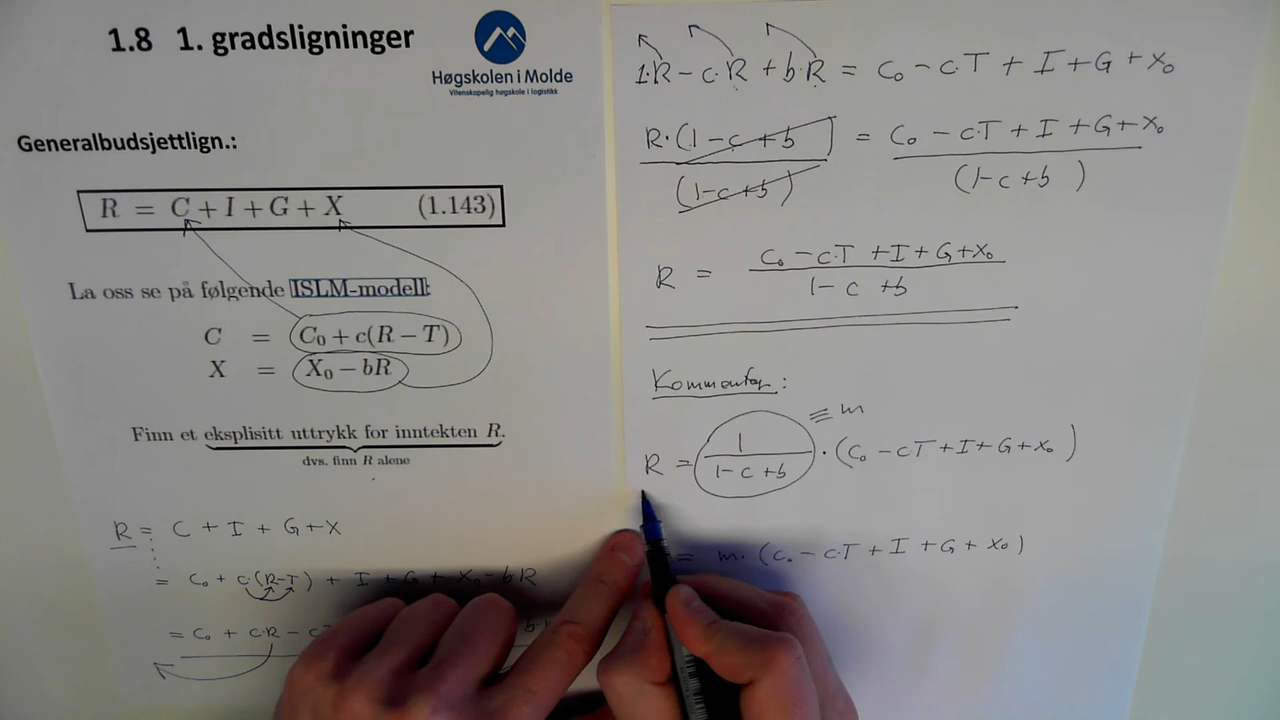 1.8 1. gradsligninger
Høgskolen i Molde
Vitenskapelig høgskole i logistikk
Generalbudsjettlign.:
R = C + I + G + X (1.143)
La oss se på følgende ISLM-modell:
C = C₀ + c(R − T)
X = X₀ − bR
Finn et eksplisitt uttrykk for inntekten R.
dvs. finn R alene
R = C + I + G + X
= C₀ + c·(R−T) + I + G + X₀ − b·R
= C₀ + c·R − c
1·R − c·R + b·R = C₀ − c·T + I + G + X₀
R·(1 − c + b) = C₀ − cT + I + G + X₀
(1−c+b) (1−c+b)
R = C₀ − c·T + I + G + X₀
1 − c + b
Kommentar:
≡ m
R = 1 · (C₀ − cT + I + G + X₀)
1 − c + b
= m· (C₀ − c·T + I + G + X₀)